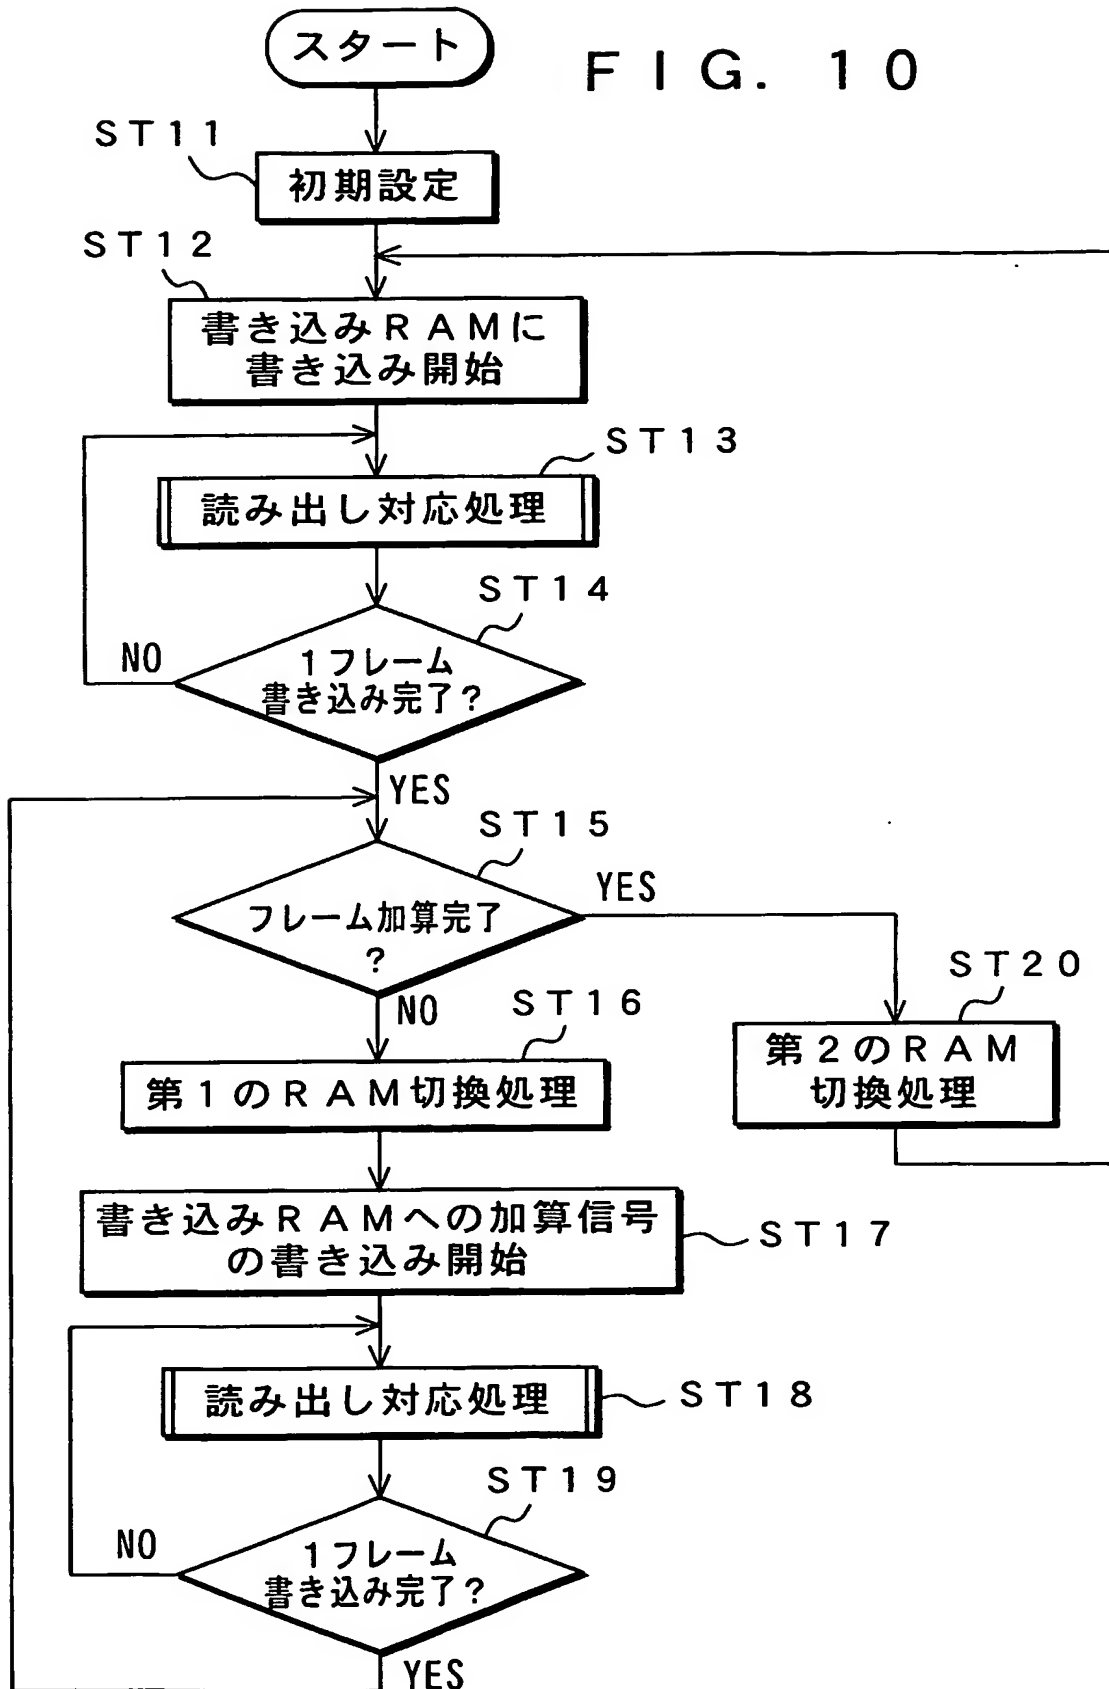 スタート
FIG. 10
ST11
初期設定
ST12
書き込みRAMに
書き込み開始
ST13
読み出し対応処理
ST14
1フレーム
書き込み完了?
NO
YES
ST15
フレーム加算完了
?
YES
NO
ST16
第1のRAM切換処理
ST20
第2のRAM
切換処理
書き込みRAMへの加算信号
の書き込み開始
ST17
読み出し対応処理
ST18
ST19
1フレーム
書き込み完了?
NO
YES